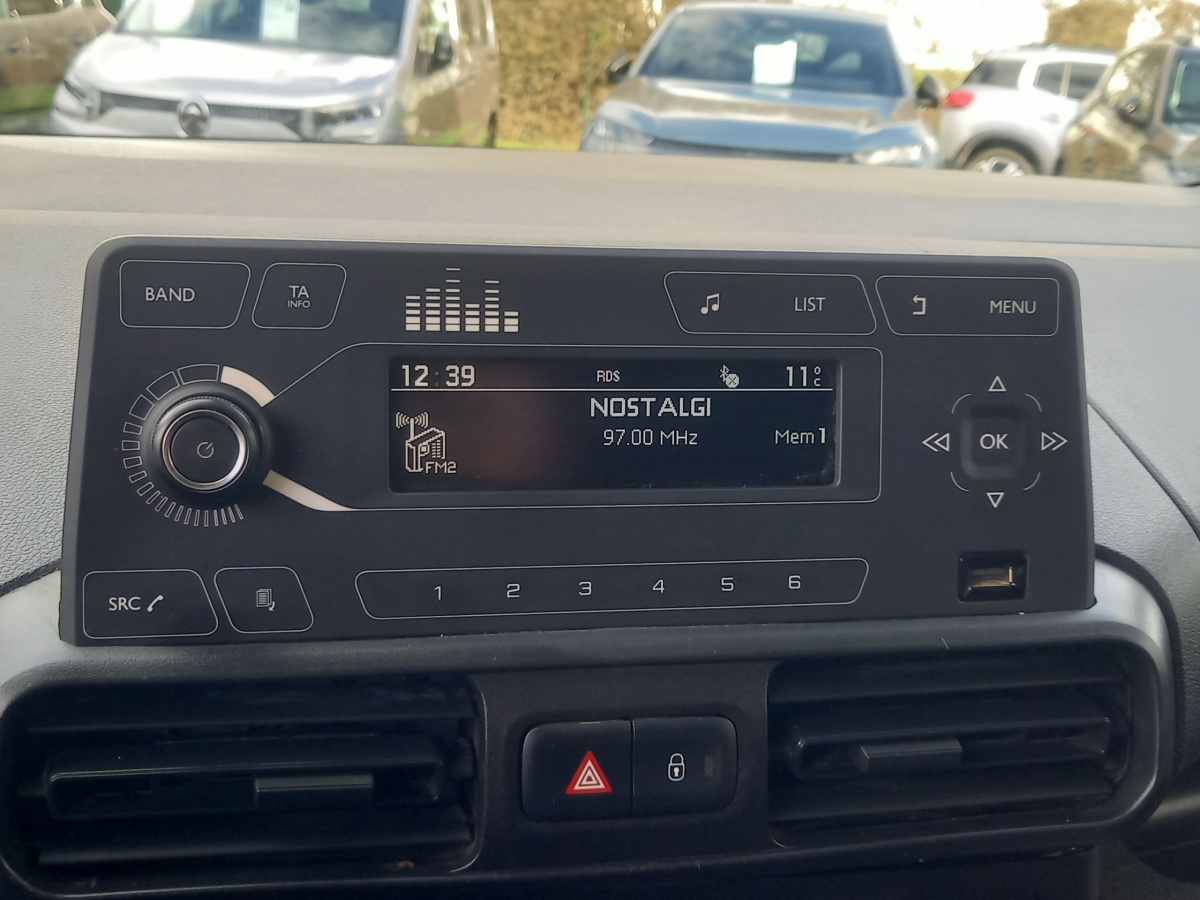 BAND
TA
INFO
LIST
MENU
12:39 RDS 11°C
NOSTALGI
97.00 MHz Mem 1
FM2
OK
SRC
1 2 3 4 5 6